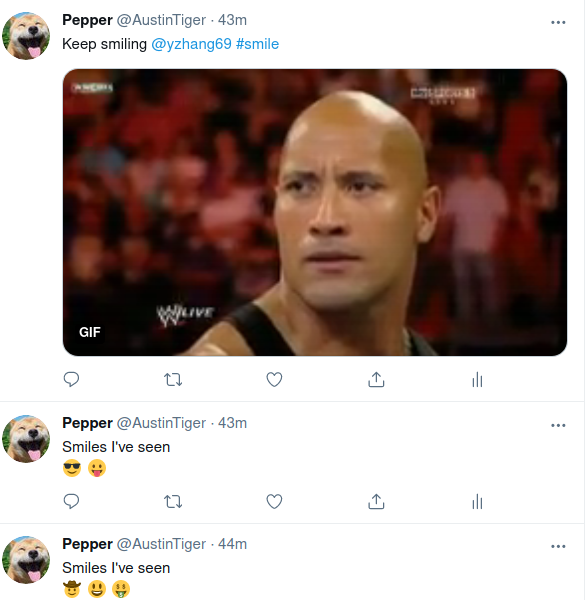 Pepper @AustinTiger · 43m
Keep smiling @yzhang69 #smile
LIVE
GIF
Pepper @AustinTiger · 43m
Smiles I've seen
😎 😛
Pepper @AustinTiger · 44m
Smiles I've seen
🤠 😃 🤑